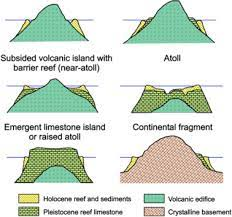 Subsided volcanic island with
barrier reef (near-atoll)
Atoll
Emergent limestone island
or raised atoll
Continental fragment
Holocene reef and sediments
Volcanic edifice
Pleistocene reef limestone
Crystalline basement